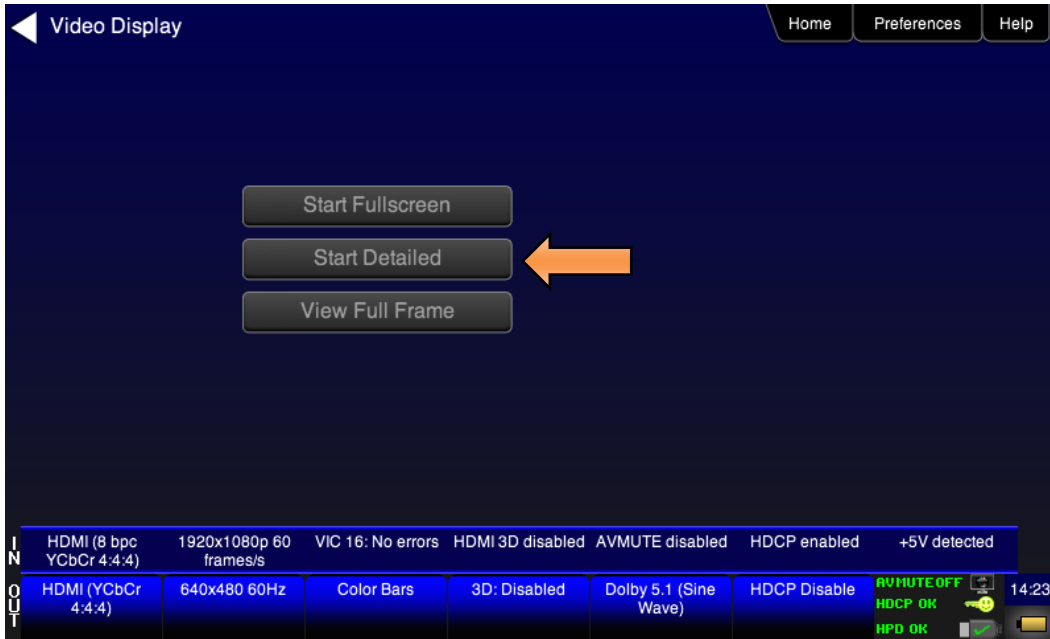 Video Display
Home
Preferences
Help
Start Fullscreen
Start Detailed
View Full Frame
IN
HDMI (8 bpc
YCbCr 4:4:4)
1920x1080p 60
frames/s
VIC 16: No errors
HDMI 3D disabled
AVMUTE disabled
HDCP enabled
+5V detected
OUT
HDMI (YCbCr
4:4:4)
640x480 60Hz
Color Bars
3D: Disabled
Dolby 5.1 (Sine
Wave)
HDCP Disable
AVMUTEOFF
HDCP OK
HPD OK
14:23